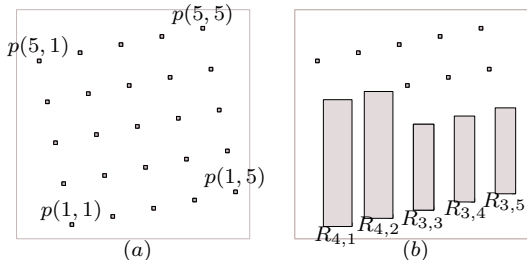 p(5, 5)
p(5, 1)
p(1, 5)
p(1, 1)
(a)
R4,1 R4,2 R3,3 R3,4 R3,5
(b)